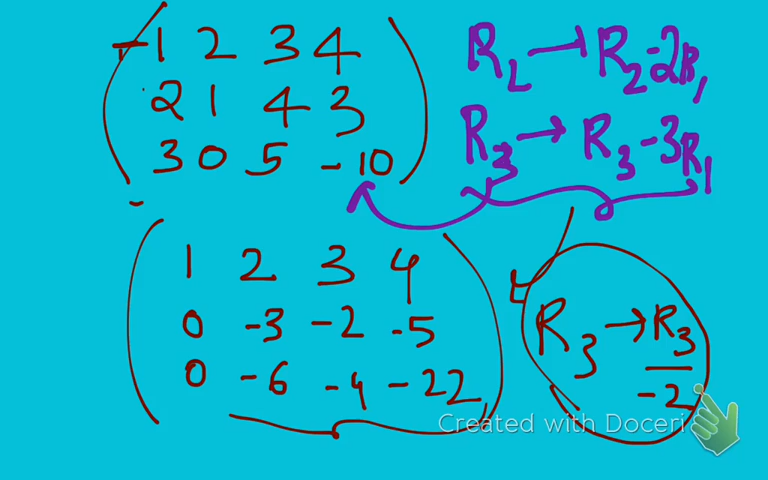 1 2 3 4
2 1 4 3
3 0 5 -10
R2 → R2-2R1
R3 → R3-3R1
1 2 3 4
0 -3 -2 -5
0 -6 -4 -22
R3 → R3/-2
Created with Doceri